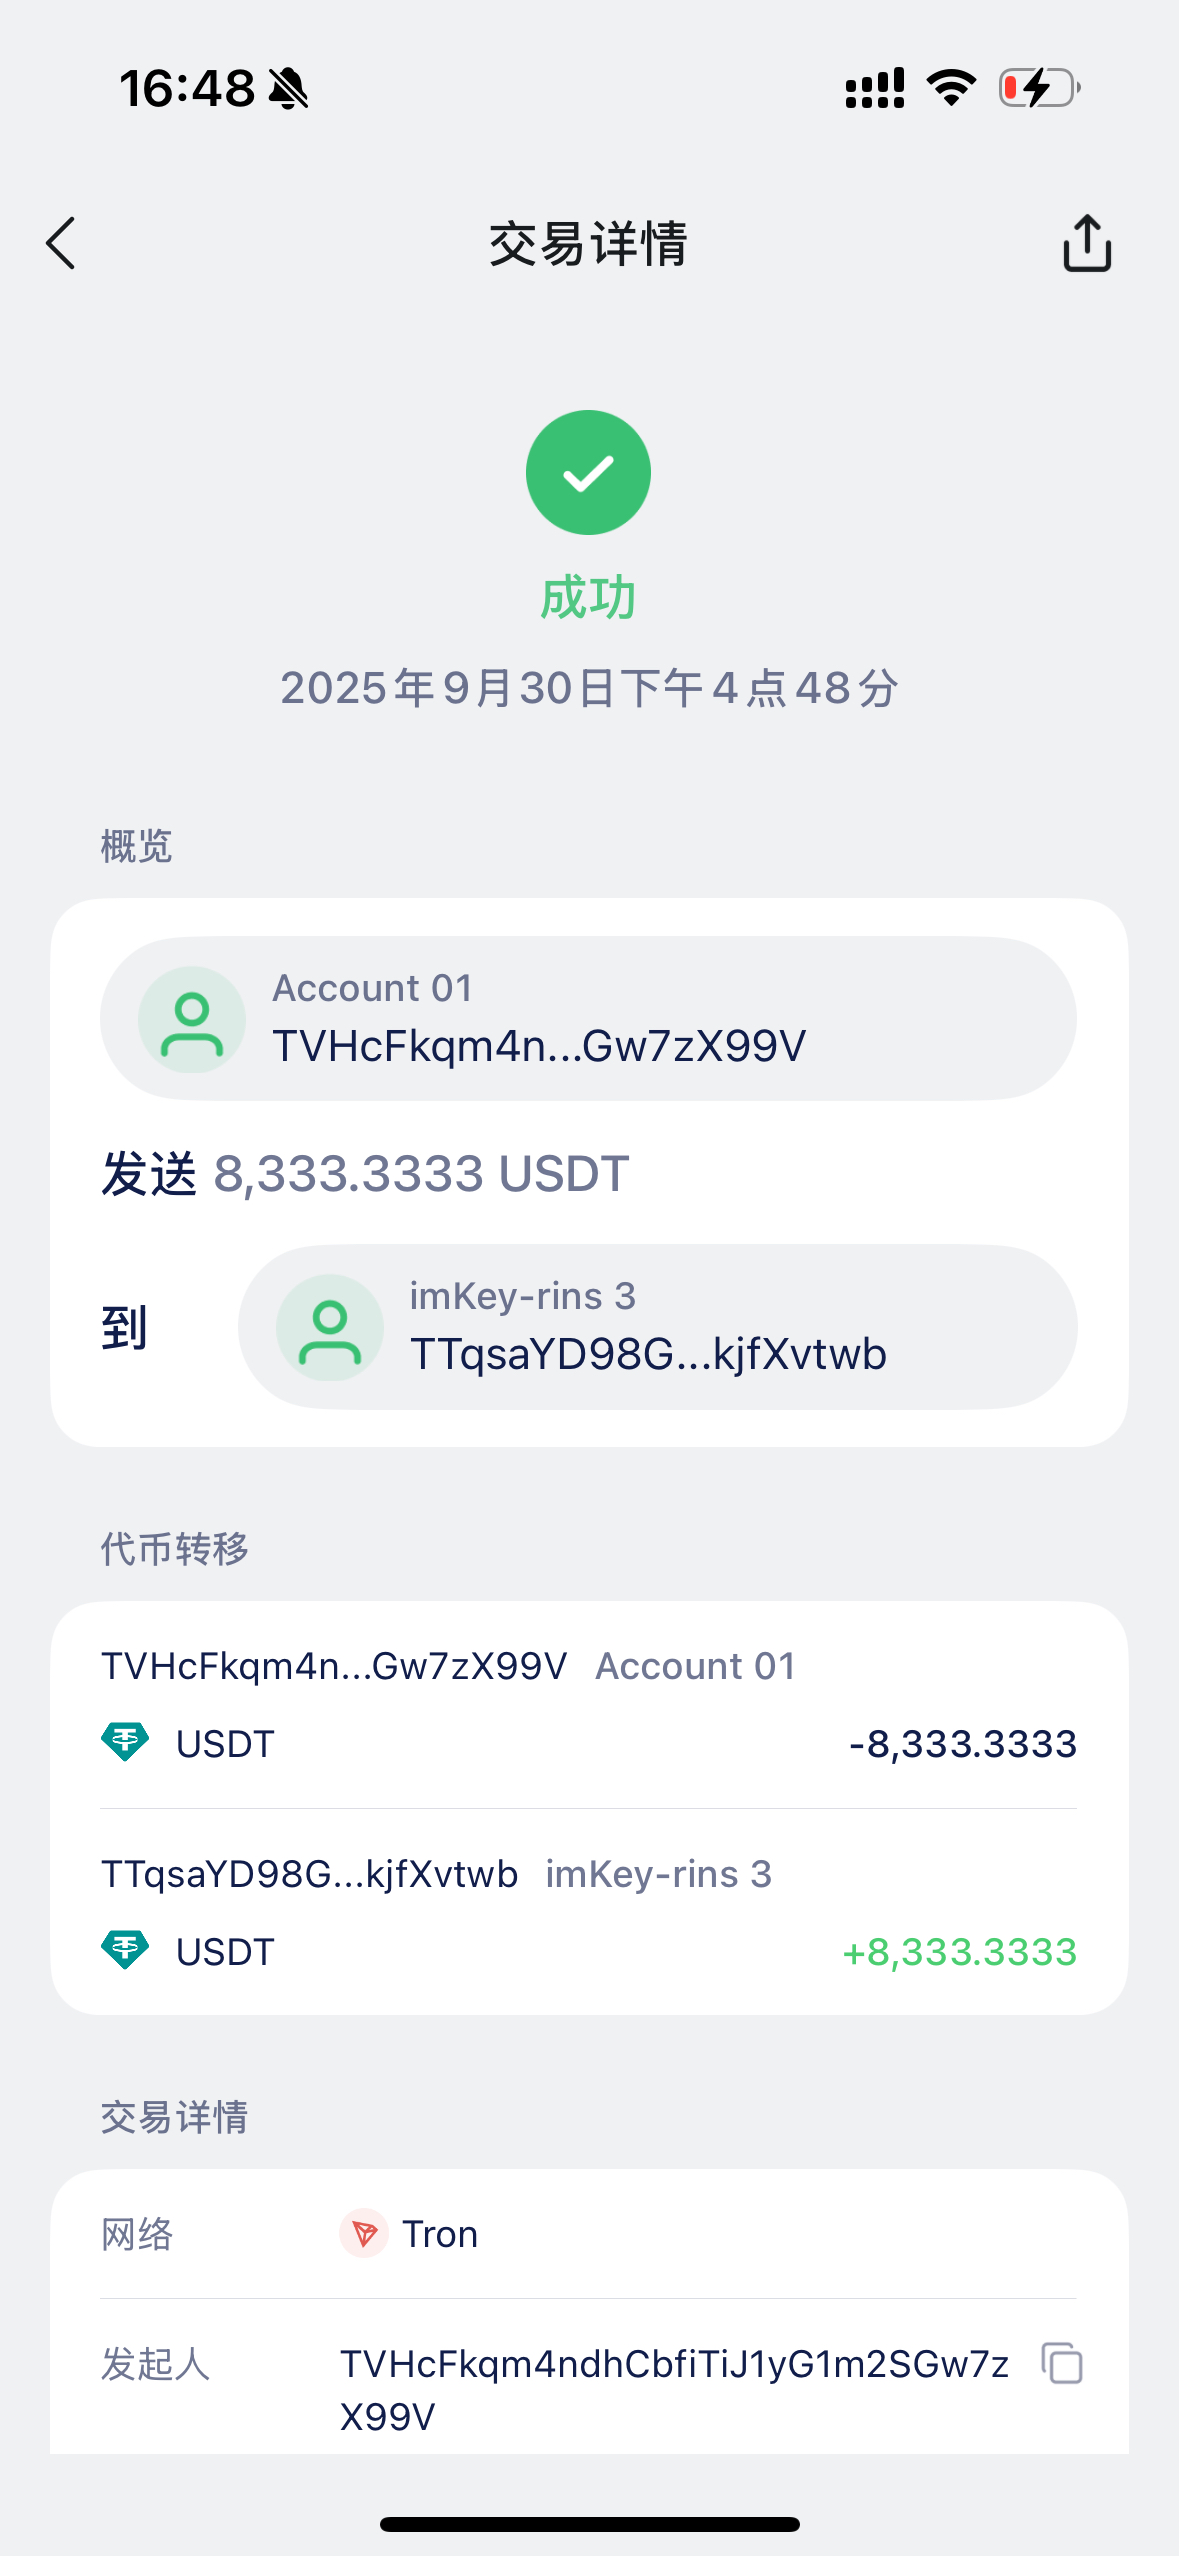 16:48
交易详情
成功
2025年9月30日下午4点48分
概览
Account 01
TVHcFkqm4n...Gw7zX99V
发送 8,333.3333 USDT
到
imKey-rins 3
TTqsaYD98G...kjfXvtwb
代币转移
TVHcFkqm4n...Gw7zX99V Account 01
USDT -8,333.3333
TTqsaYD98G...kjfXvtwb imKey-rins 3
USDT +8,333.3333
交易详情
网络 Tron
发起人 TVHcFkqm4ndhCbfiTiJ1yG1m2SGw7z
X99V